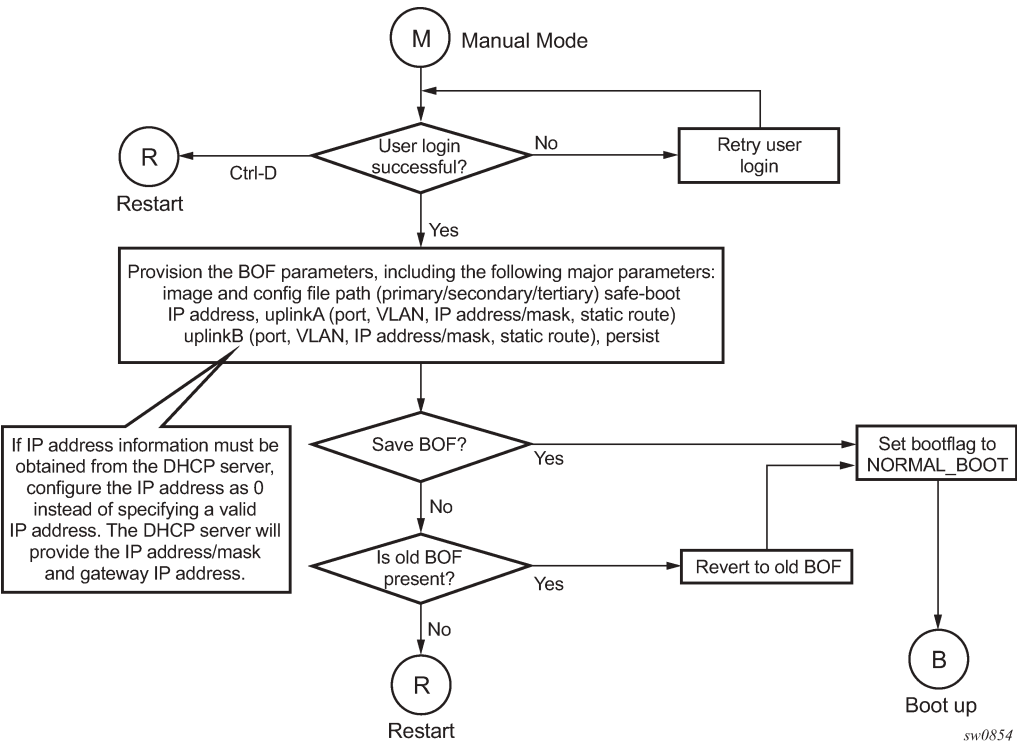 M
Manual Mode
User login
successful?
No
Retry user
login
R
Ctrl-D
Restart
Yes
Provision the BOF parameters, including the following major parameters:
image and config file path (primary/secondary/tertiary) safe-boot
IP address, uplinkA (port, VLAN, IP address/mask, static route)
uplinkB (port, VLAN, IP address/mask, static route), persist
If IP address information must be
obtained from the DHCP server,
configure the IP address as 0
instead of specifying a valid
IP address. The DHCP server will
provide the IP address/mask
and gateway IP address.
Save BOF?
Yes
Set bootflag to
NORMAL_BOOT
No
Is old BOF
present?
Yes
Revert to old BOF
No
R
Restart
B
Boot up
sw0854